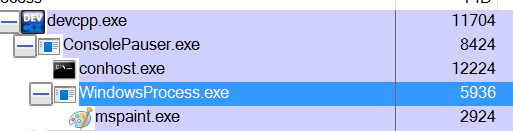 devcpp.exe 11704
ConsolePauser.exe 8424
conhost.exe 12224
WindowsProcess.exe 5936
mspaint.exe 2924